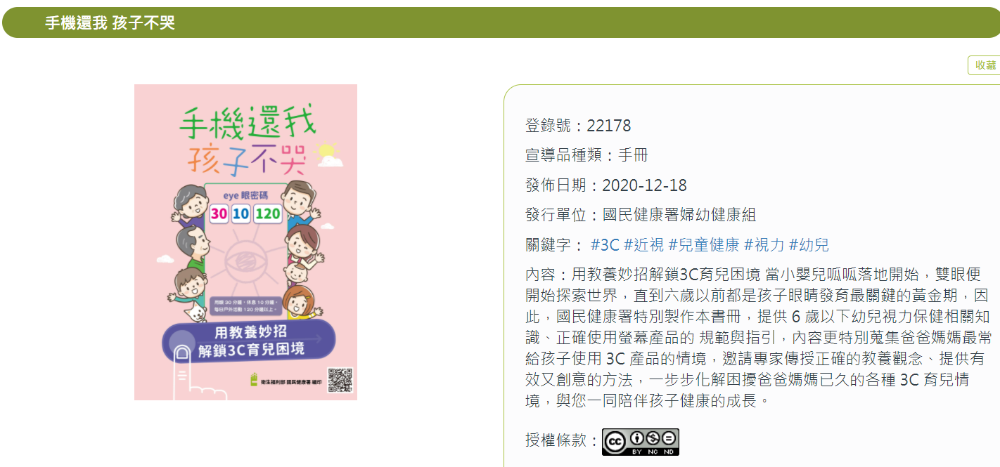 手機還我 孩子不哭
收藏
手機還我
孩子不哭
eye 眼密碼
30 10 120
用眼 30 分鐘，休息 10 分鐘，
每日戶外活動 120 分鐘以上。
用教養妙招
解鎖3C育兒困境
衛生福利部 國民健康署 編印
登錄號：22178
宣導品種類：手冊
發佈日期：2020-12-18
發行單位：國民健康署婦幼健康組
關鍵字： #3C #近視 #兒童健康 #視力 #幼兒
內容：用教養妙招解鎖3C育兒困境 當小嬰兒呱呱落地開始，雙眼便
開始探索世界，直到六歲以前都是孩子眼睛發育最關鍵的黃金期，因
此，國民健康署特別製作本書冊，提供 6 歲以下幼兒視力保健相關知
識、正確使用螢幕產品的 規範與指引，內容更特別蒐集爸爸媽媽最常
給孩子使用 3C 產品的情境，邀請專家傳授正確的教養觀念、提供有
效又創意的方法，一步步化解困擾爸爸媽媽已久的各種 3C 育兒情
境，與您一同陪伴孩子健康的成長。
授權條款：
cc BY NC ND